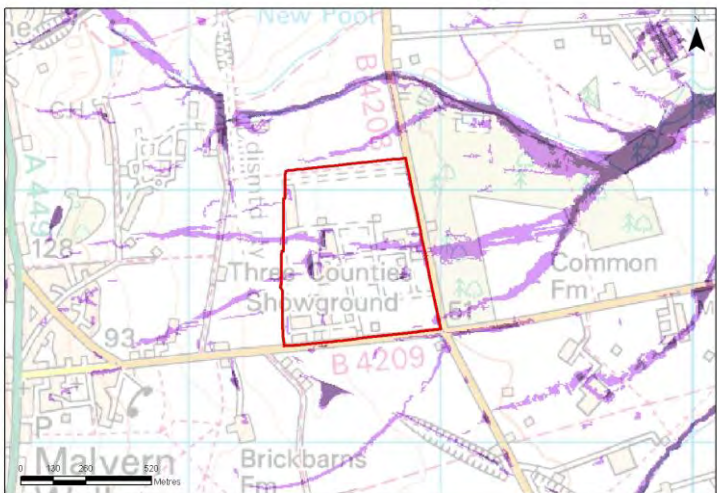 New Pool
B 4208
CH
dismtd rly
A 449
128
Three Counties
Showground
Common
Fm
51
93
B 4209
P
Malvern
Brickbarns
Fm
0 130 260 520
Metres